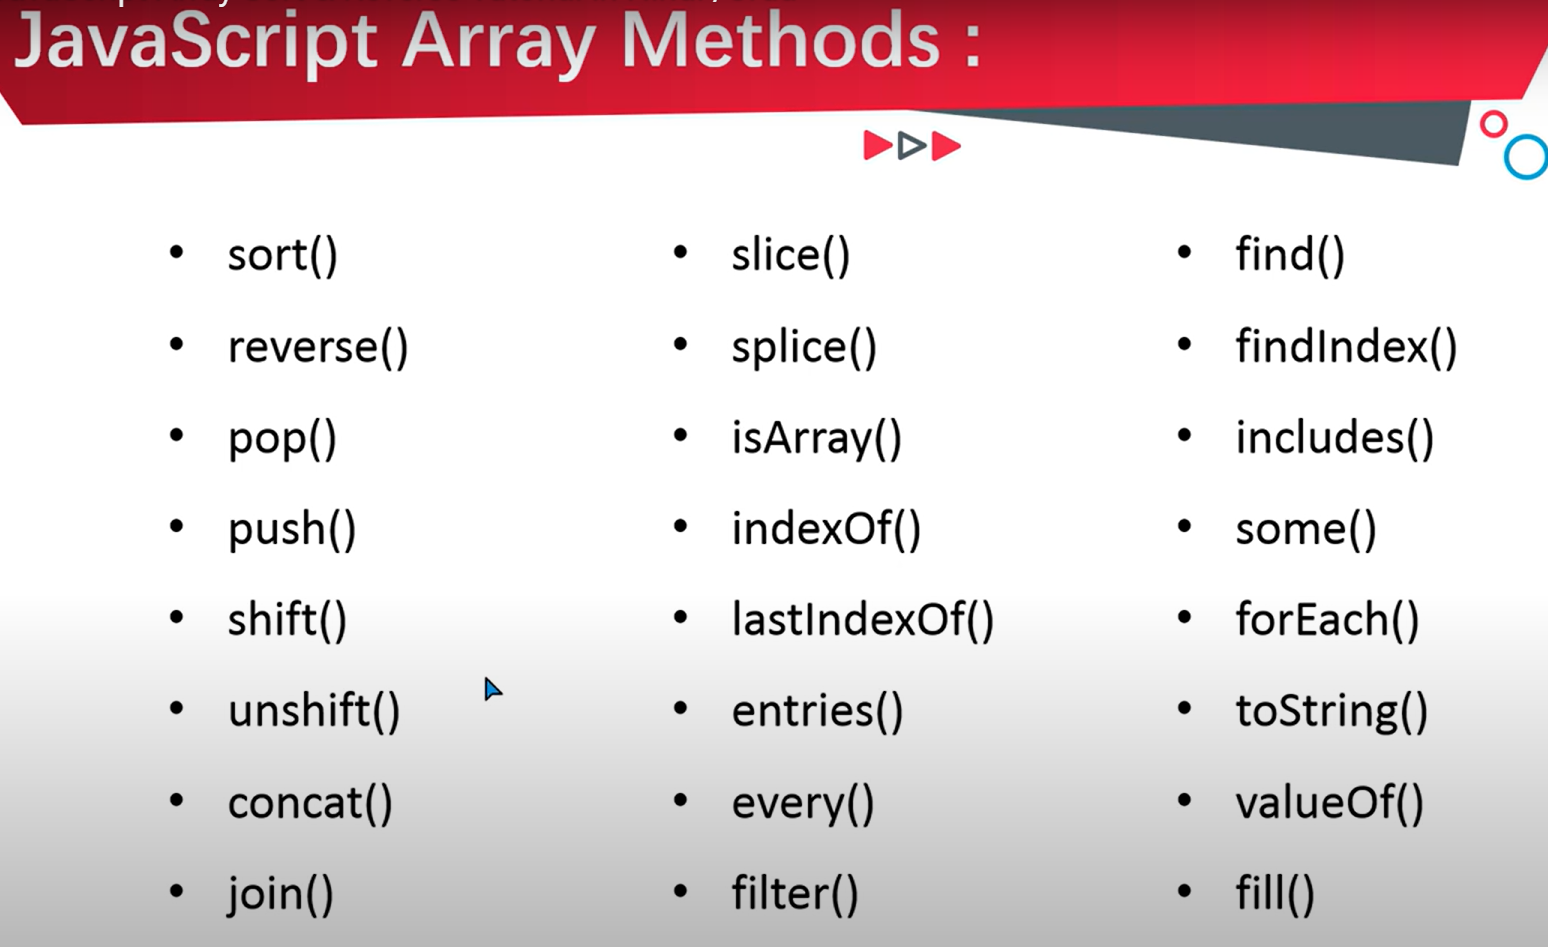 JavaScript Array Methods :
• sort()
• reverse()
• pop()
• push()
• shift()
• unshift()
• concat()
• join()
• slice()
• splice()
• isArray()
• indexOf()
• lastIndexOf()
• entries()
• every()
• filter()
• find()
• findIndex()
• includes()
• some()
• forEach()
• toString()
• valueOf()
• fill()